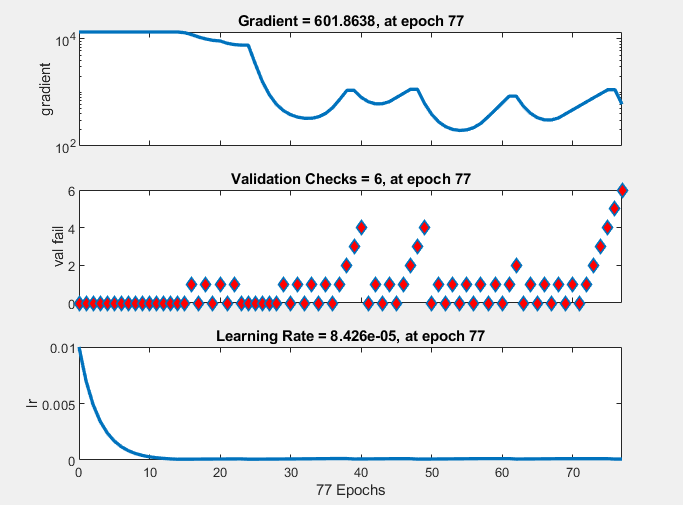 Gradient = 601.8638, at epoch 77
10^4
gradient
10^2
Validation Checks = 6, at epoch 77
6
4
val fail
2
0
Learning Rate = 8.426e-05, at epoch 77
0.01
lr
0.005
0
0 10 20 30 40 50 60 70
77 Epochs